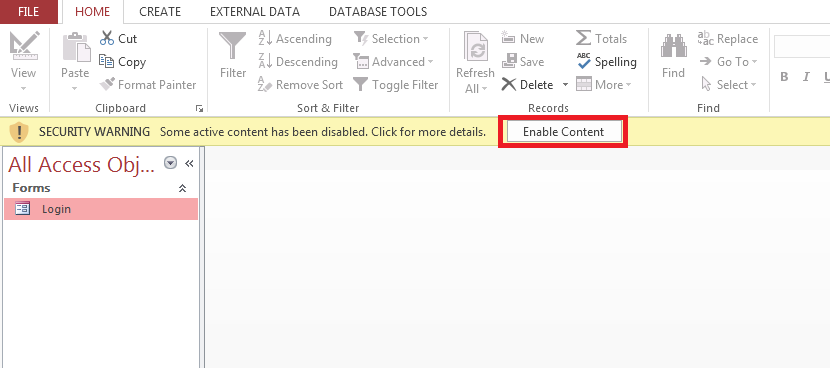 FILE HOME CREATE EXTERNAL DATA DATABASE TOOLS
View
Views
Paste
Cut
Copy
Format Painter
Clipboard
Filter
Ascending
Descending
Remove Sort
Selection
Advanced
Toggle Filter
Sort & Filter
Refresh
All
New
Save
Delete
Totals
Spelling
More
Records
Find
Replace
Go To
Select
Find
B I U
SECURITY WARNING Some active content has been disabled. Click for more details. Enable Content
All Access Obj...
Forms
Login